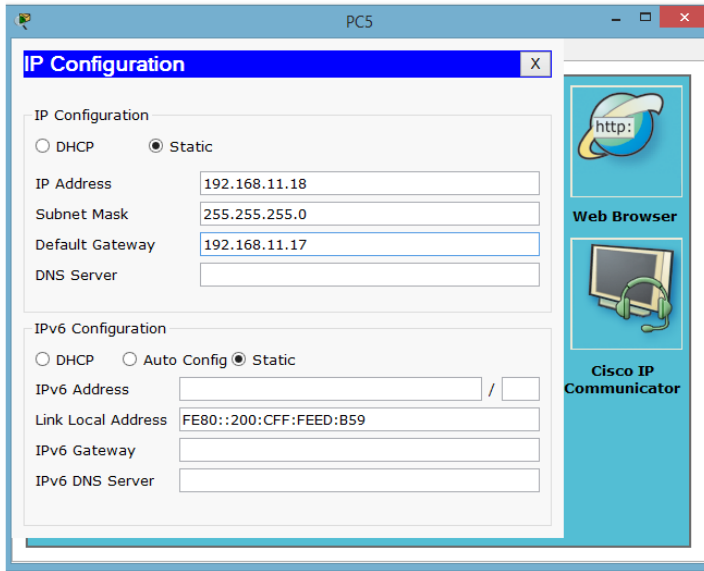 PC5
IP Configuration
X
IP Configuration
DHCP
Static
IP Address
192.168.11.18
Subnet Mask
255.255.255.0
Default Gateway
192.168.11.17
DNS Server
IPv6 Configuration
DHCP
Auto Config
Static
IPv6 Address
/
Link Local Address
FE80::200:CFF:FEED:B59
IPv6 Gateway
IPv6 DNS Server
http:
Web Browser
Cisco IP
Communicator